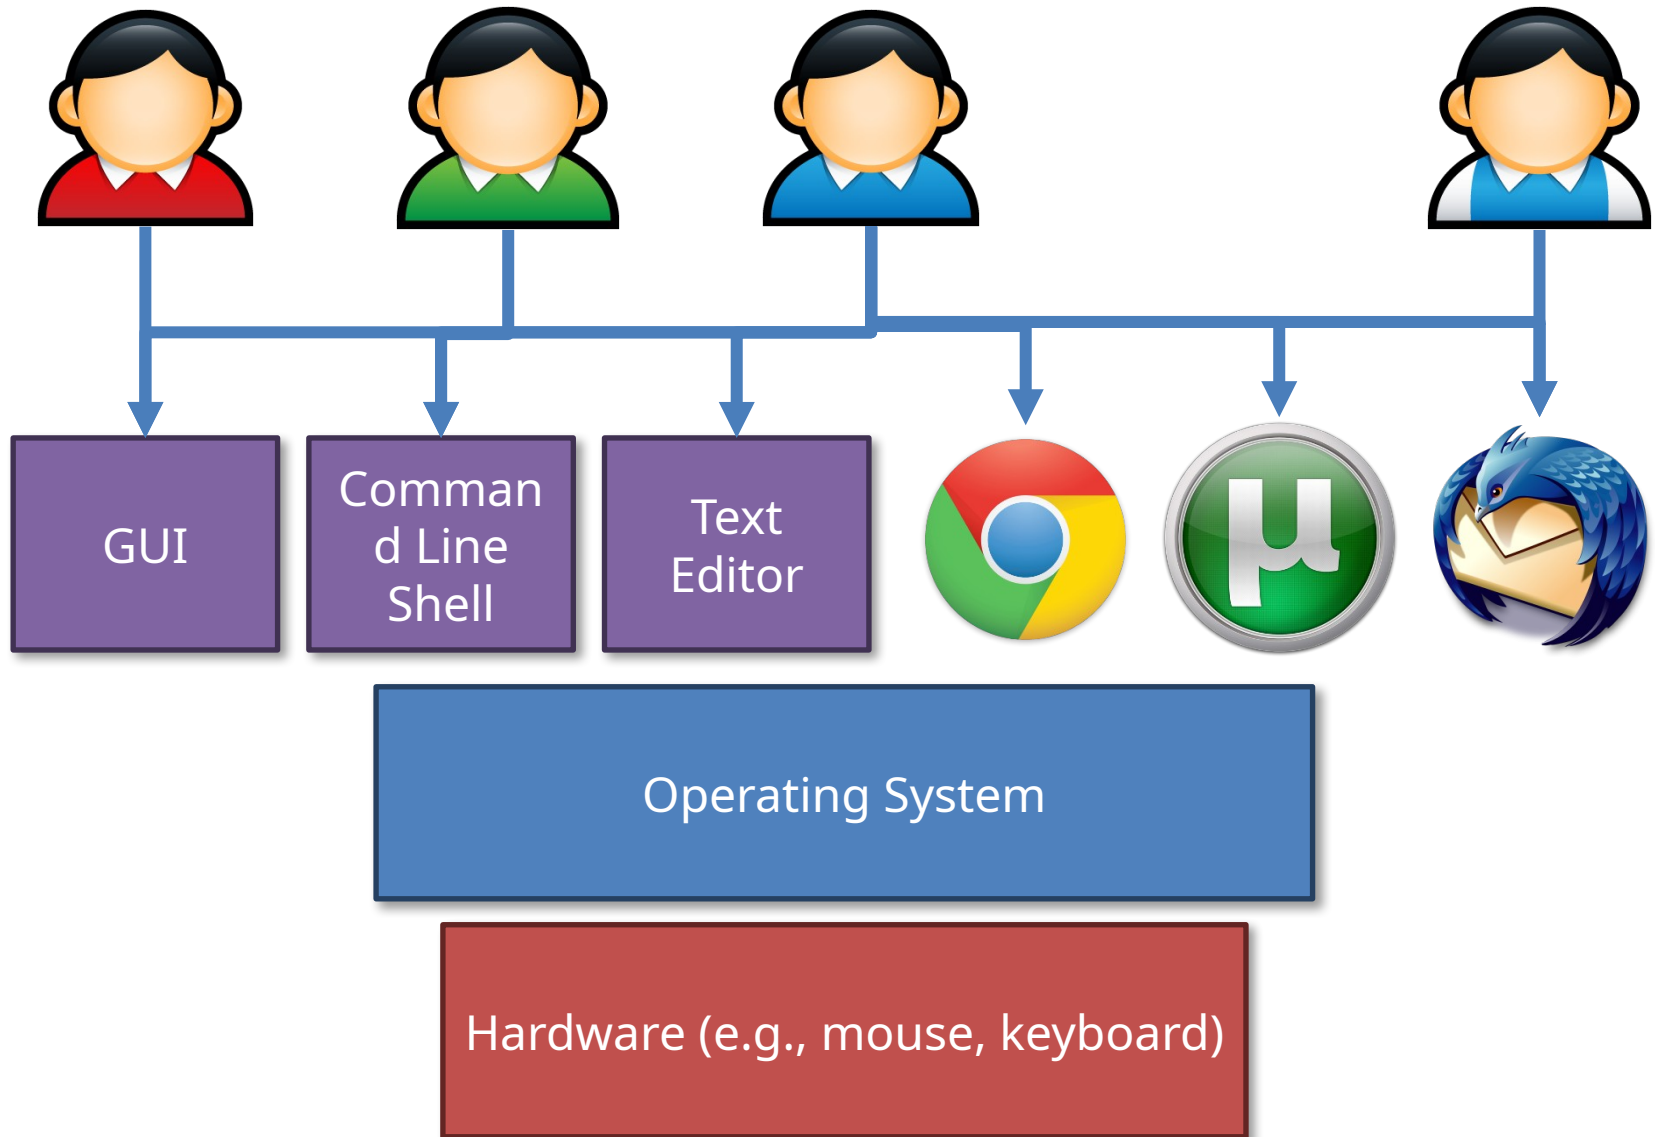 GUI
Comman
d Line
Shell
Text
Editor
µ
Operating System
Hardware (e.g., mouse, keyboard)